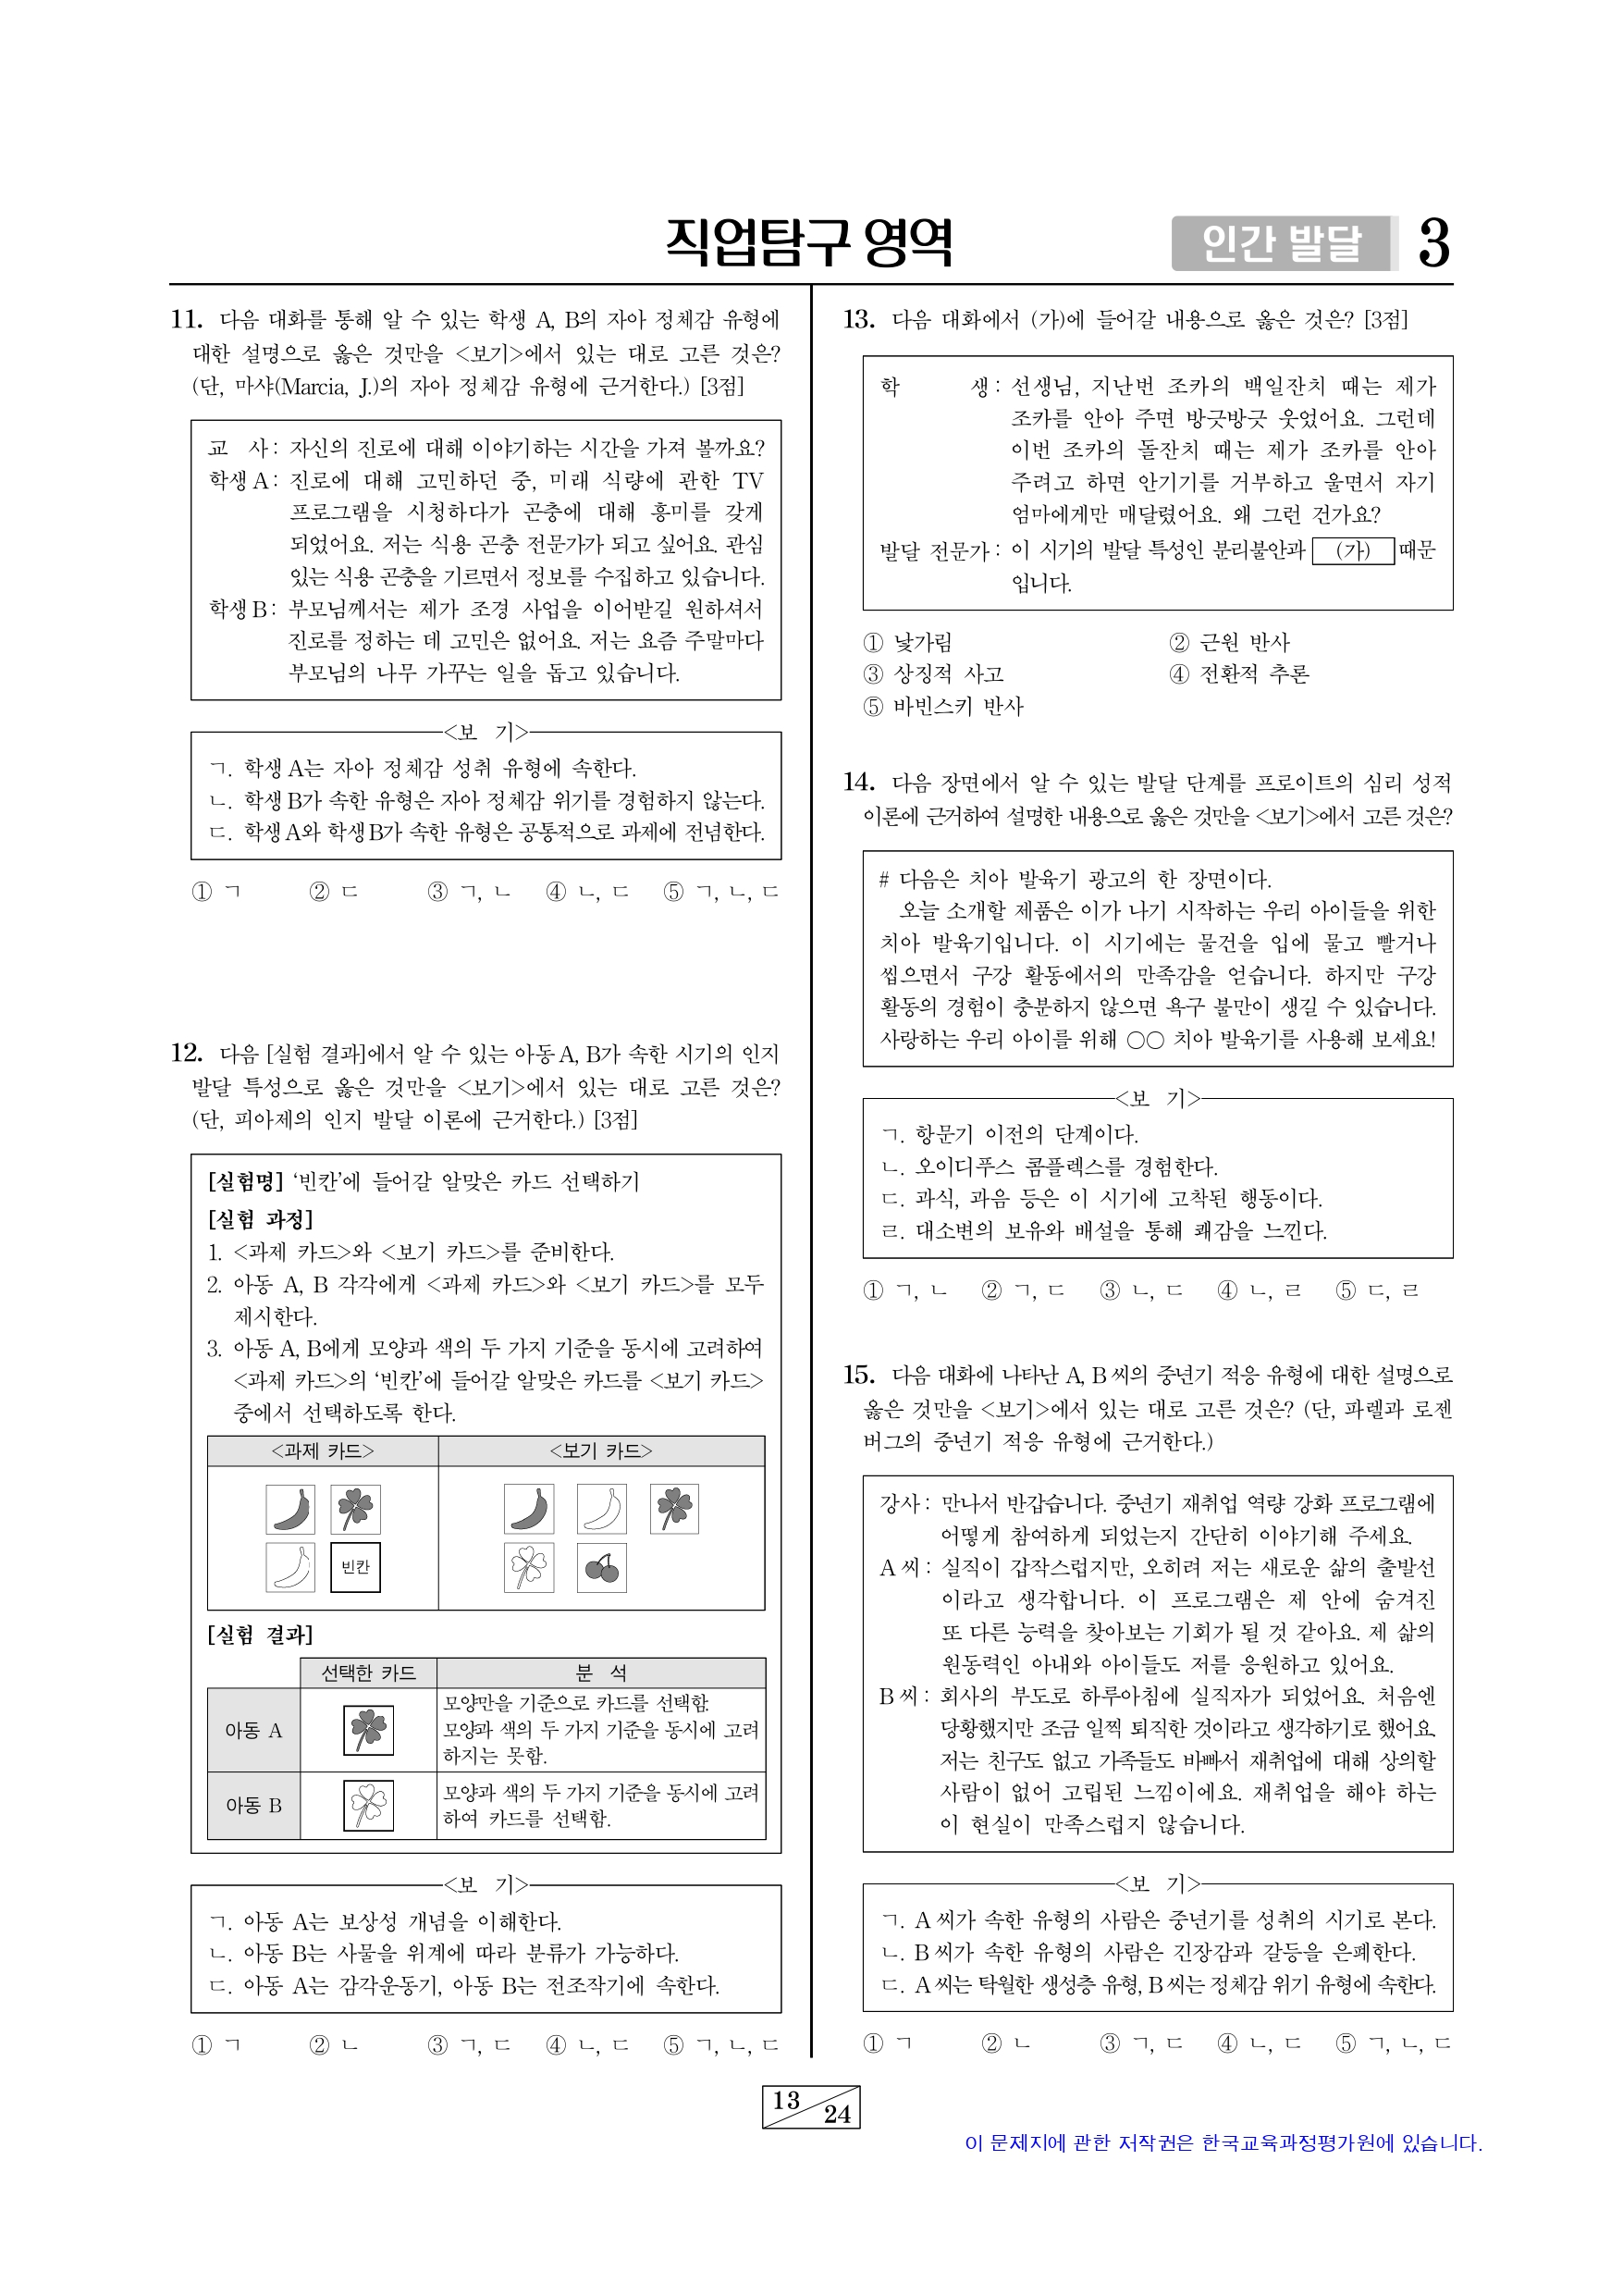 직업탐구 영역
인간 발달
3
11. 다음 대화를 통해 알 수 있는 학생 A, B의 자아 정체감 유형에
대한 설명으로 옳은 것만을 <보기>에서 있는 대로 고른 것은?
(단, 마샤(Marcia, J.)의 자아 정체감 유형에 근거한다.) [3점]
교 사: 자신의 진로에 대해 이야기하는 시간을 가져 볼까요?
학생 A: 진로에 대해 고민하던 중, 미래 식량에 관한 TV
프로그램을 시청하다가 곤충에 대해 흥미를 갖게
되었어요. 저는 식용 곤충 전문가가 되고 싶어요. 관심
있는 식용 곤충을 기르면서 정보를 수집하고 있습니다.
학생 B: 부모님께서는 제가 조경 사업을 이어받길 원하셔서
진로를 정하는 데 고민은 없어요. 저는 요즘 주말마다
부모님의 나무 가꾸는 일을 돕고 있습니다.
<보 기>
ㄱ. 학생 A는 자아 정체감 성취 유형에 속한다.
ㄴ. 학생 B가 속한 유형은 자아 정체감 위기를 경험하지 않는다.
ㄷ. 학생 A와 학생 B가 속한 유형은 공통적으로 과제에 전념한다.
① ㄱ ② ㄷ ③ ㄱ, ㄴ ④ ㄴ, ㄷ ⑤ ㄱ, ㄴ, ㄷ
12. 다음 [실험 결과]에서 알 수 있는 아동 A, B가 속한 시기의 인지
발달 특성으로 옳은 것만을 <보기>에서 있는 대로 고른 것은?
(단, 피아제의 인지 발달 이론에 근거한다.) [3점]
[실험명] ‘빈칸’에 들어갈 알맞은 카드 선택하기
[실험 과정]
1. <과제 카드>와 <보기 카드>를 준비한다.
2. 아동 A, B 각각에게 <과제 카드>와 <보기 카드>를 모두
제시한다.
3. 아동 A, B에게 모양과 색의 두 가지 기준을 동시에 고려하여
<과제 카드>의 ‘빈칸’에 들어갈 알맞은 카드를 <보기 카드>
중에서 선택하도록 한다.
<과제 카드> <보기 카드>
빈칸
[실험 결과]
선택한 카드 분 석
아동 A
모양만을 기준으로 카드를 선택함.
모양과 색의 두 가지 기준을 동시에 고려
하지는 못함.
아동 B
모양과 색의 두 가지 기준을 동시에 고려
하여 카드를 선택함.
<보 기>
ㄱ. 아동 A는 보상성 개념을 이해한다.
ㄴ. 아동 B는 사물을 위계에 따라 분류가 가능하다.
ㄷ. 아동 A는 감각운동기, 아동 B는 전조작기에 속한다.
① ㄱ ② ㄴ ③ ㄱ, ㄷ ④ ㄴ, ㄷ ⑤ ㄱ, ㄴ, ㄷ
13. 다음 대화에서 (가)에 들어갈 내용으로 옳은 것은? [3점]
학 생: 선생님, 지난번 조카의 백일잔치 때는 제가
조카를 안아 주면 방긋방긋 웃었어요. 그런데
이번 조카의 돌잔치 때는 제가 조카를 안아
주려고 하면 안기기를 거부하고 울면서 자기
엄마에게만 매달렸어요. 왜 그런 건가요?
발달 전문가: 이 시기의 발달 특성인 분리불안과 (가) 때문
입니다.
① 낯가림 ② 근원 반사
③ 상징적 사고 ④ 전환적 추론
⑤ 바빈스키 반사
14. 다음 장면에서 알 수 있는 발달 단계를 프로이트의 심리 성적
이론에 근거하여 설명한 내용으로 옳은 것만을 <보기>에서 고른 것은?
# 다음은 치아 발육기 광고의 한 장면이다.
오늘 소개할 제품은 이가 나기 시작하는 우리 아이들을 위한
치아 발육기입니다. 이 시기에는 물건을 입에 물고 빨거나
씹으면서 구강 활동에서의 만족감을 얻습니다. 하지만 구강
활동의 경험이 충분하지 않으면 욕구 불만이 생길 수 있습니다.
사랑하는 우리 아이를 위해 ○○ 치아 발육기를 사용해 보세요!
<보 기>
ㄱ. 항문기 이전의 단계이다.
ㄴ. 오이디푸스 콤플렉스를 경험한다.
ㄷ. 과식, 과음 등은 이 시기에 고착된 행동이다.
ㄹ. 대소변의 보유와 배설을 통해 쾌감을 느낀다.
① ㄱ, ㄴ ② ㄱ, ㄷ ③ ㄴ, ㄷ ④ ㄴ, ㄹ ⑤ ㄷ, ㄹ
15. 다음 대화에 나타난 A, B 씨의 중년기 적응 유형에 대한 설명으로
옳은 것만을 <보기>에서 있는 대로 고른 것은? (단, 파렐과 로젠
버그의 중년기 적응 유형에 근거한다.)
강사: 만나서 반갑습니다. 중년기 재취업 역량 강화 프로그램에
어떻게 참여하게 되었는지 간단히 이야기해 주세요.
A 씨: 실직이 갑작스럽지만, 오히려 저는 새로운 삶의 출발선
이라고 생각합니다. 이 프로그램은 제 안에 숨겨진
또 다른 능력을 찾아보는 기회가 될 것 같아요. 제 삶의
원동력인 아내와 아이들도 저를 응원하고 있어요.
B 씨: 회사의 부도로 하루아침에 실직자가 되었어요. 처음엔
당황했지만 조금 일찍 퇴직한 것이라고 생각하기로 했어요.
저는 친구도 없고 가족들도 바빠서 재취업에 대해 상의할
사람이 없어 고립된 느낌이에요. 재취업을 해야 하는
이 현실이 만족스럽지 않습니다.
<보 기>
ㄱ. A 씨가 속한 유형의 사람은 중년기를 성취의 시기로 본다.
ㄴ. B 씨가 속한 유형의 사람은 긴장감과 갈등을 은폐한다.
ㄷ. A 씨는 탁월한 생성층 유형, B 씨는 정체감 위기 유형에 속한다.
① ㄱ ② ㄴ ③ ㄱ, ㄷ ④ ㄴ, ㄷ ⑤ ㄱ, ㄴ, ㄷ
13 24
이 문제지에 관한 저작권은 한국교육과정평가원에 있습니다.